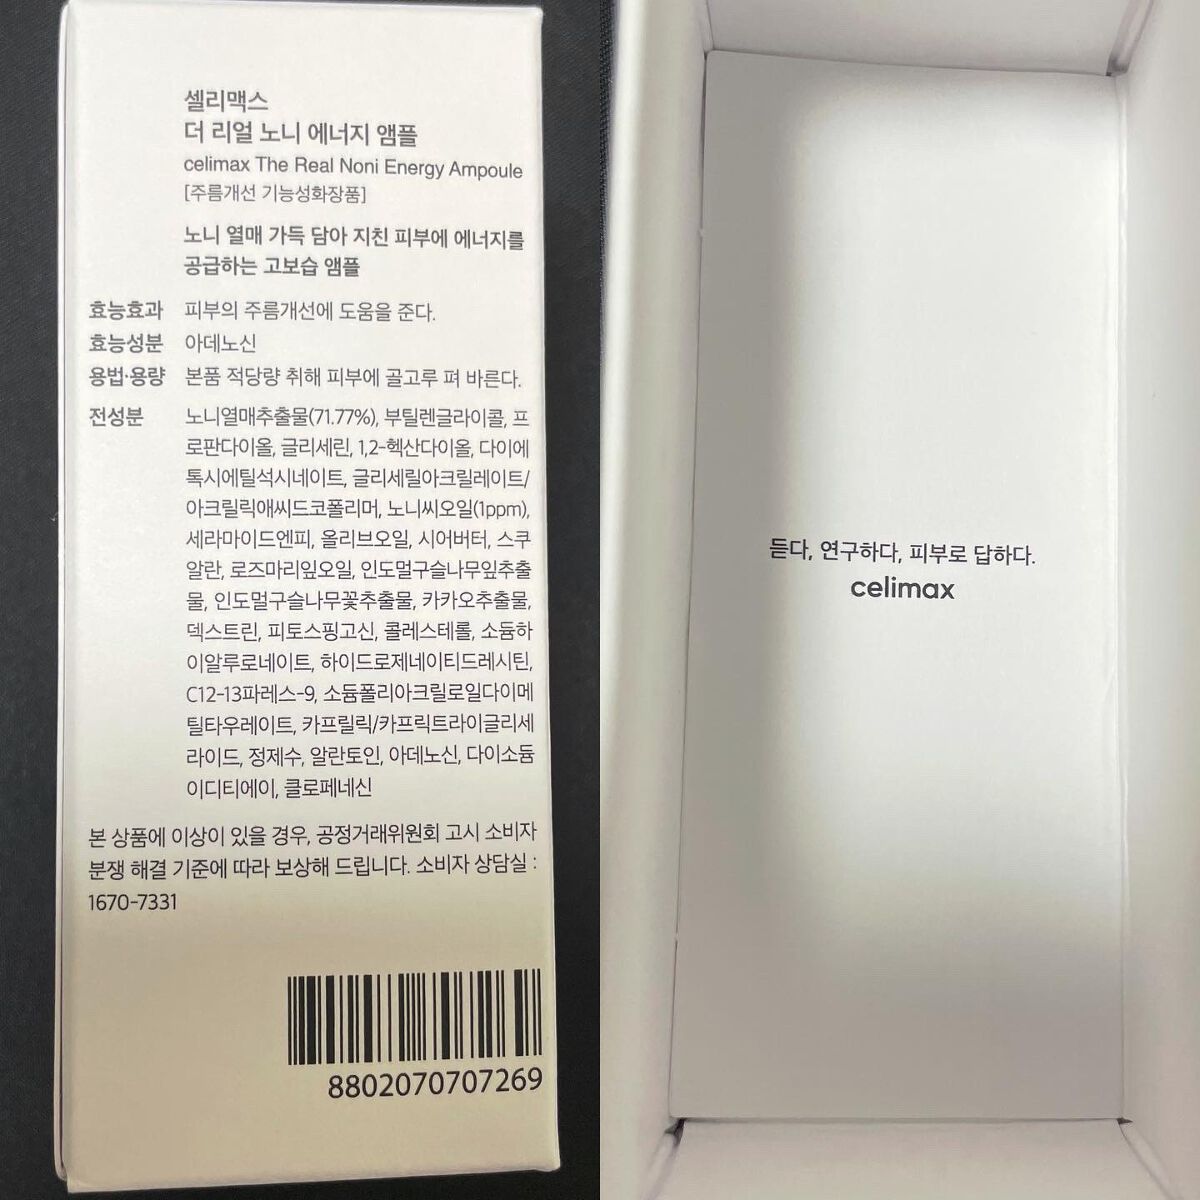 셀리맥스
더 리얼 노니 에너지 앰플
celimax The Real Noni Energy Ampoule
[주름개선 기능성화장품]
노니 열매 가득 담아 지친 피부에 에너지를
공급하는 고보습 앰플
효능효과 피부의 주름개선에 도움을 준다.
효능성분 아데노신
용법·용량 본품 적당량 취해 피부에 골고루 펴 바른다.
전성분 노니열매추출물(71.77%), 부틸렌글라이콜, 프
로판다이올, 글리세린, 1,2-헥산다이올, 다이에
톡시에틸석시네이트, 글리세릴아크릴레이트/
아크릴릭애씨드코폴리머, 노니씨오일(1ppm),
세라마이드엔피, 올리브오일, 시어버터, 스쿠
알란, 로즈마리잎오일, 인도멀구슬나무잎추출
물, 인도멀구슬나무꽃추출물, 카카오추출물,
덱스트린, 피토스핑고신, 콜레스테롤, 소듐하
이알루로네이트, 하이드로제네이티드레시틴,
C12-13파레스-9, 소듐폴리아크릴로일다이메
틸타우레이트, 카프릴릭/카프릭트라이글리세
라이드, 정제수, 알란토인, 아데노신, 다이소듐
이디티에이, 클로페네신
본 상품에 이상이 있을 경우, 공정거래위원회 고시 소비자
분쟁 해결 기준에 따라 보상해 드립니다. 소비자 상담실 :
1670-7331
8802070707269
듣다, 연구하다, 피부로 답하다.
celimax